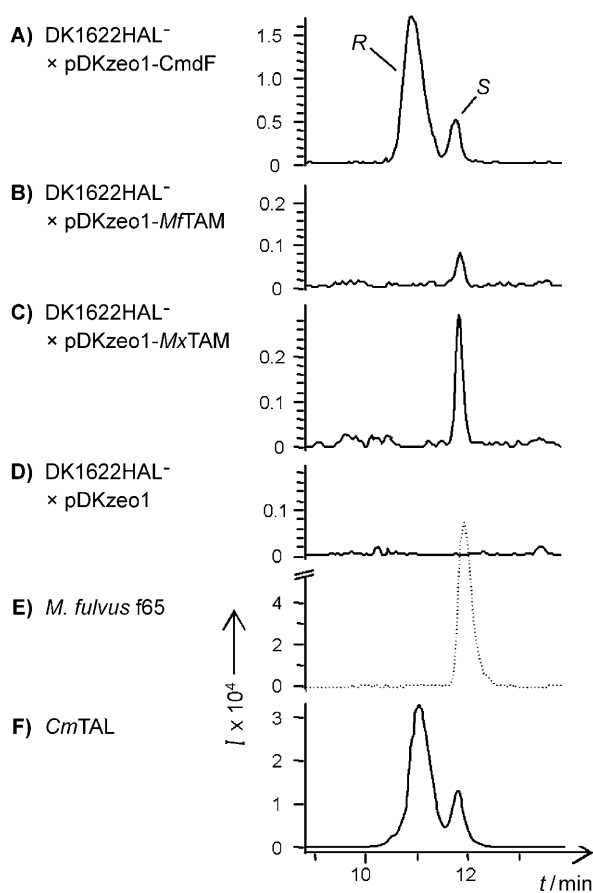 A) DK1622HAL⁻
× pDKzeo1-CmdF
1.5
1.0
0.5
0
R
S
B) DK1622HAL⁻
× pDKzeo1-MfTAM
0.2
0.1
0
C) DK1622HAL⁻
× pDKzeo1-MxTAM
0.2
0.1
0
D) DK1622HAL⁻
× pDKzeo1
0.1
0
E) M. fulvus f65
4
2
0
I x 10⁴
F) CmTAL
3
2
1
0
10
12
t/min